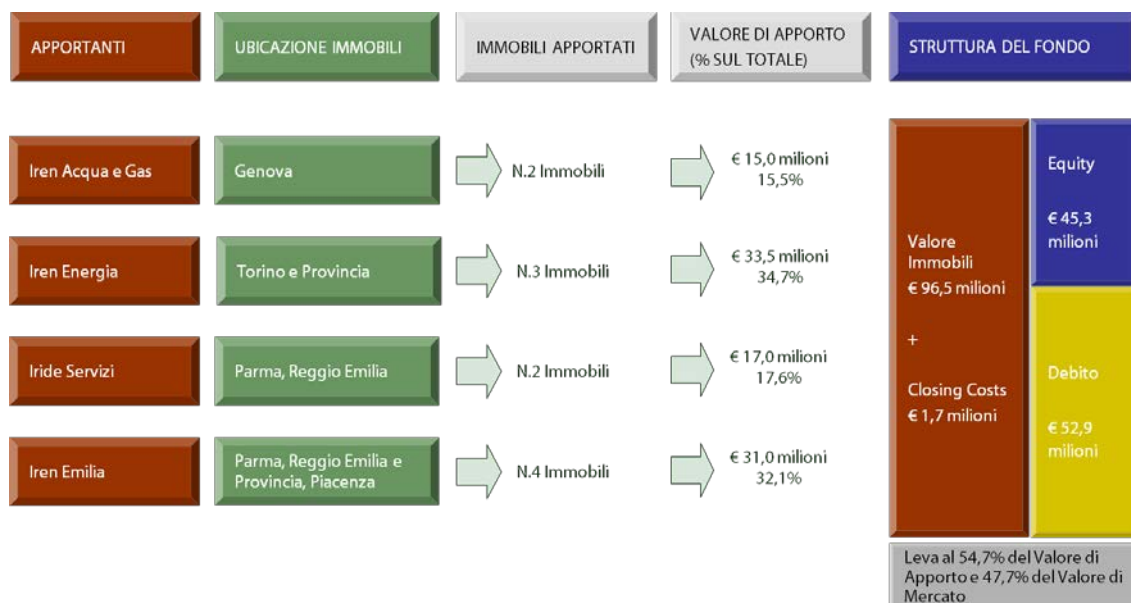 APPORTANTI
UBICAZIONE IMMOBILI
IMMOBILI APPORTATI
VALORE DI APPORTO
(% SUL TOTALE)
STRUTTURA DEL FONDO
Iren Acqua e Gas
Genova
N.2 Immobili
€ 15,0 milioni
15,5%
Iren Energia
Torino e Provincia
N.3 Immobili
€ 33,5 milioni
34,7%
Iride Servizi
Parma, Reggio Emilia
N.2 Immobili
€ 17,0 milioni
17,6%
Iren Emilia
Parma, Reggio Emilia e
Provincia, Piacenza
N.4 Immobili
€ 31,0 milioni
32,1%
Valore
Immobili
€ 96,5 milioni
+
Closing Costs
€ 1,7 milioni
Equity
€ 45,3
milioni
Debito
€ 52,9
milioni
Leva al 54,7% del Valore di
Apporto e 47,7% del Valore di
Mercato